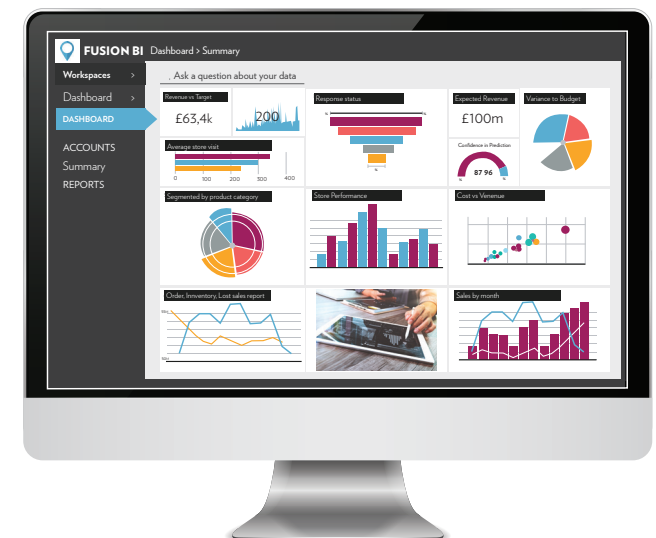 FUSION BI
Dashboard > Summary
Workspaces >
Dashboard >
DASHBOARD
ACCOUNTS
Summary
REPORTS
. Ask a question about your data
Revenue vs Target
£63,4k
200
Response status
%
%
%
Expected Revenue
£100m
Variance to Budget
Confidence in Prediction
87 96
%
%
Average store visit
0 100 200 300 400
Segmented by product category
Store Performance
Cost vs Venenue
Order, Innventory, Lost sales report
Sales by month